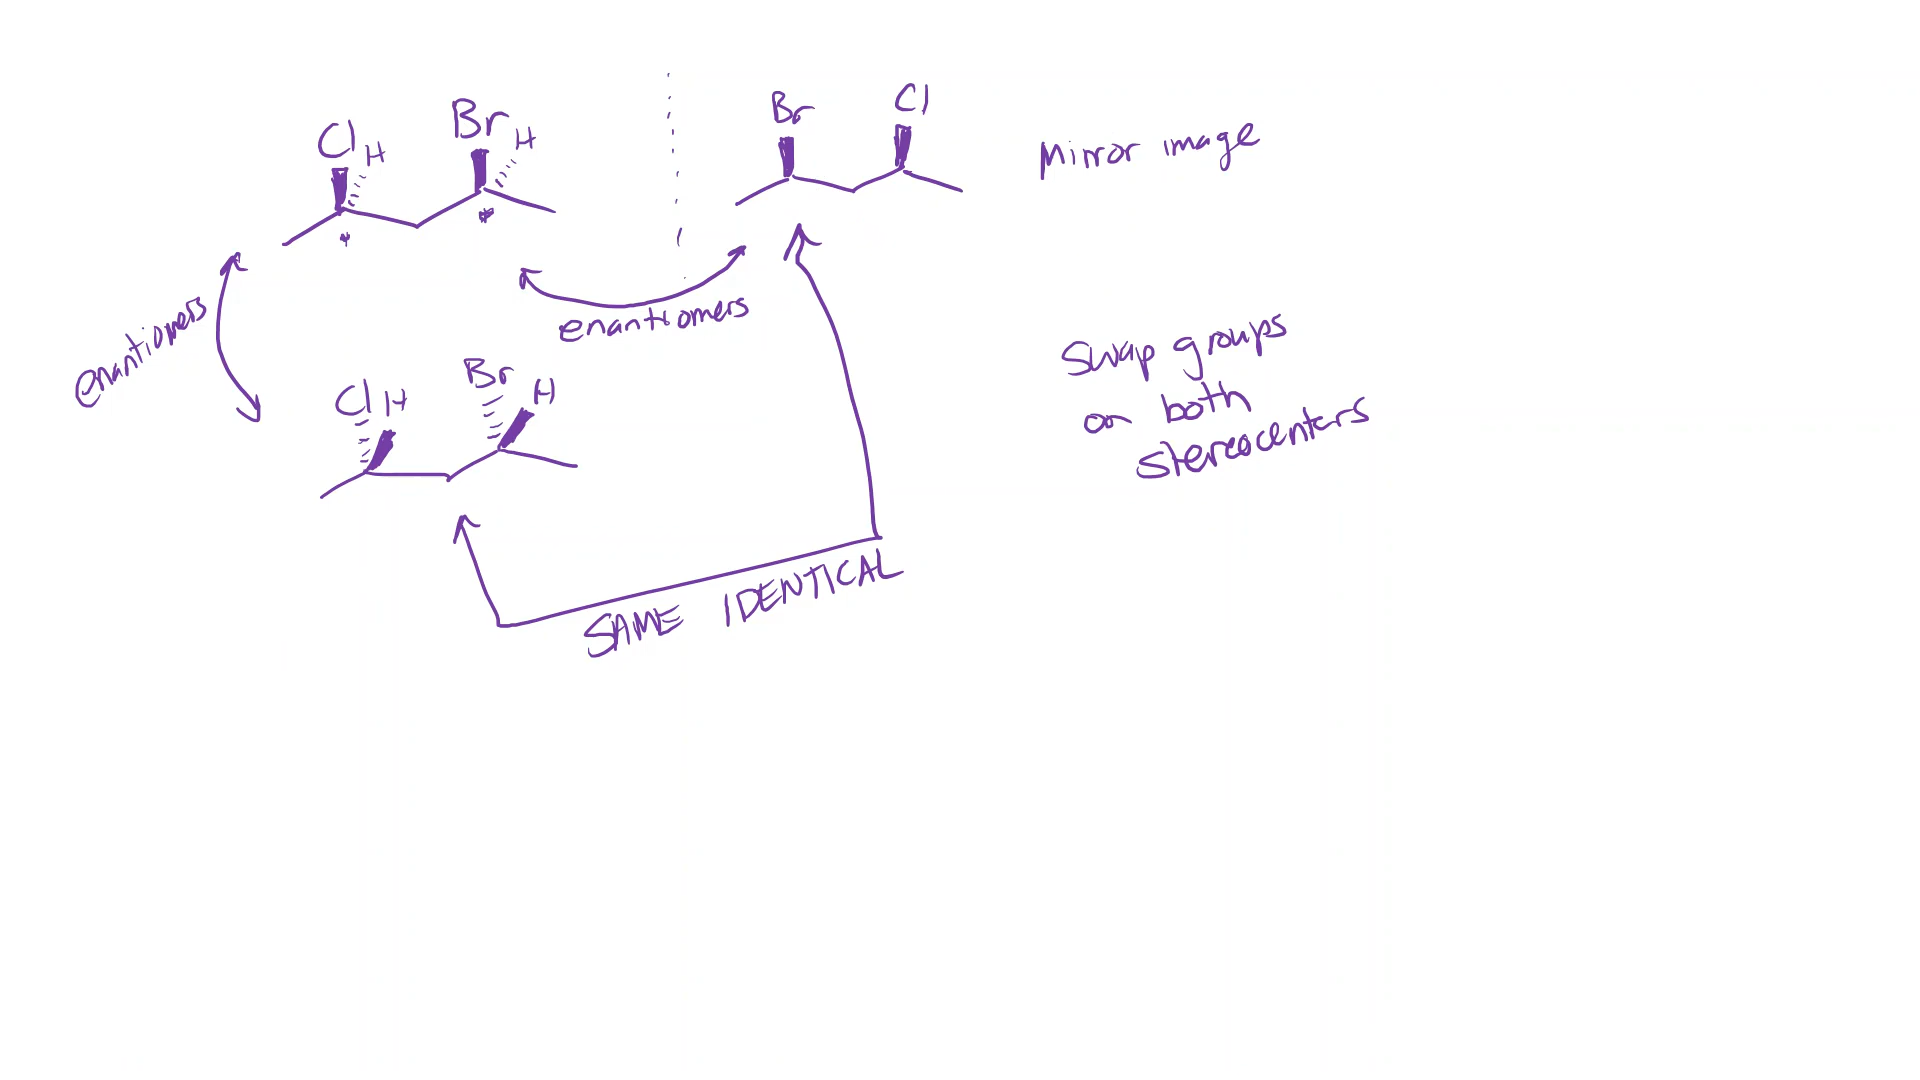 Cl H Br H
Br Cl
Mirror image
enantiomers
enantiomers
Swap groups
on both
stereocenters
Cl H Br H
SAME IDENTICAL